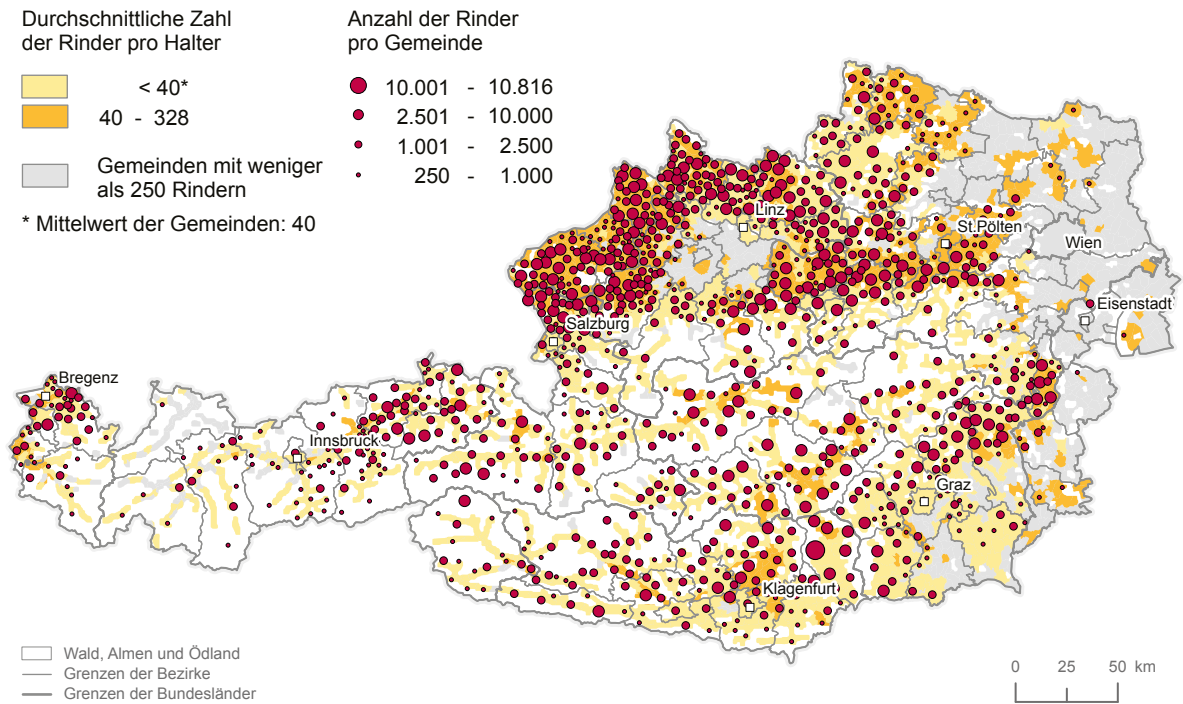 Durchschnittliche Zahl
der Rinder pro Halter
< 40*
40 - 328
Gemeinden mit weniger
als 250 Rindern
* Mittelwert der Gemeinden: 40
Anzahl der Rinder
pro Gemeinde
10.001 - 10.816
2.501 - 10.000
1.001 - 2.500
250 - 1.000
Linz
St.Pölten
Wien
Eisenstadt
Salzburg
Bregenz
Innsbruck
Graz
Klagenfurt
Wald, Almen und Ödland
Grenzen der Bezirke
Grenzen der Bundesländer
0 25 50 km